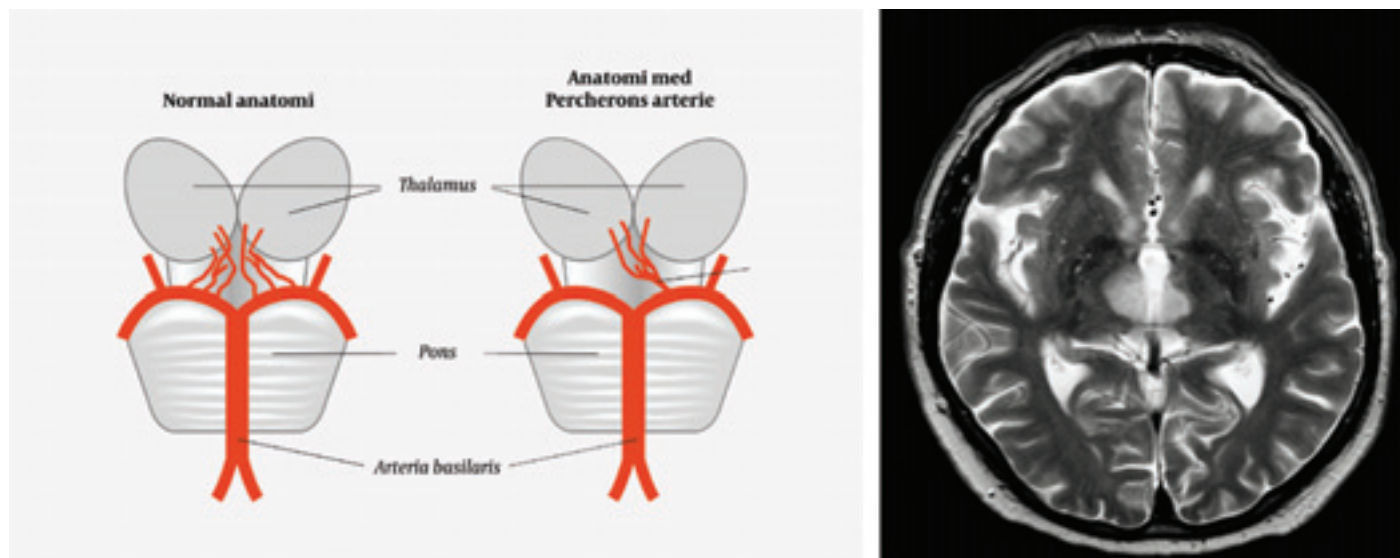 Normal anatomi
Anatomi med
Percherons arterie
Thalamus
Pons
Arteria basilaris